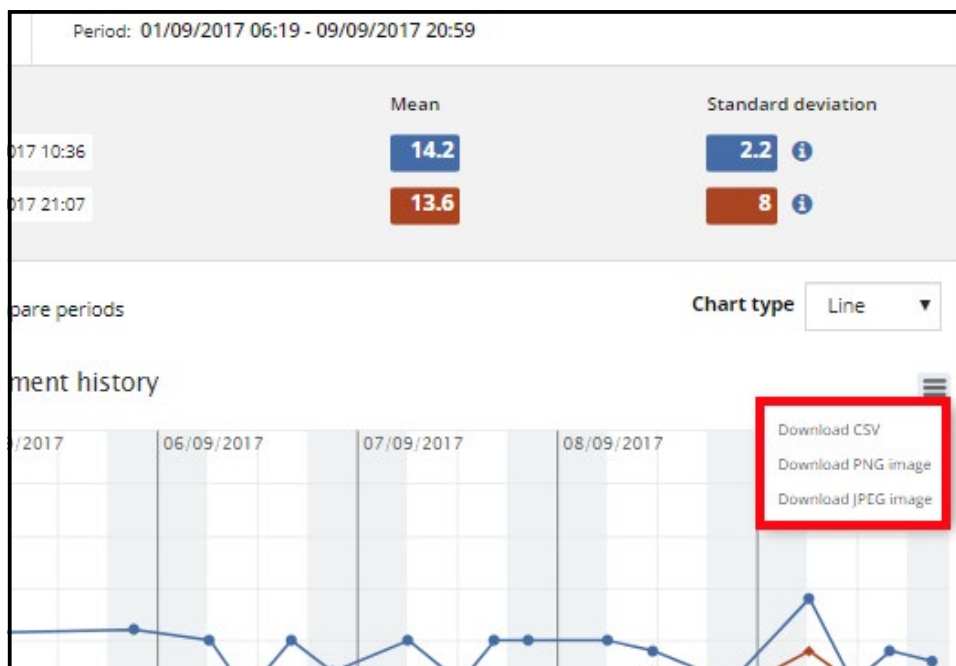 Period: 01/09/2017 06:19 - 09/09/2017 20:59
Mean Standard deviation
017 10:36 14.2 2.2
017 21:07 13.6 8
pare periods Chart type Line
ment history
Download CSV
/2017 06/09/2017 07/09/2017 08/09/2017
Download PNG image
Download JPEG image